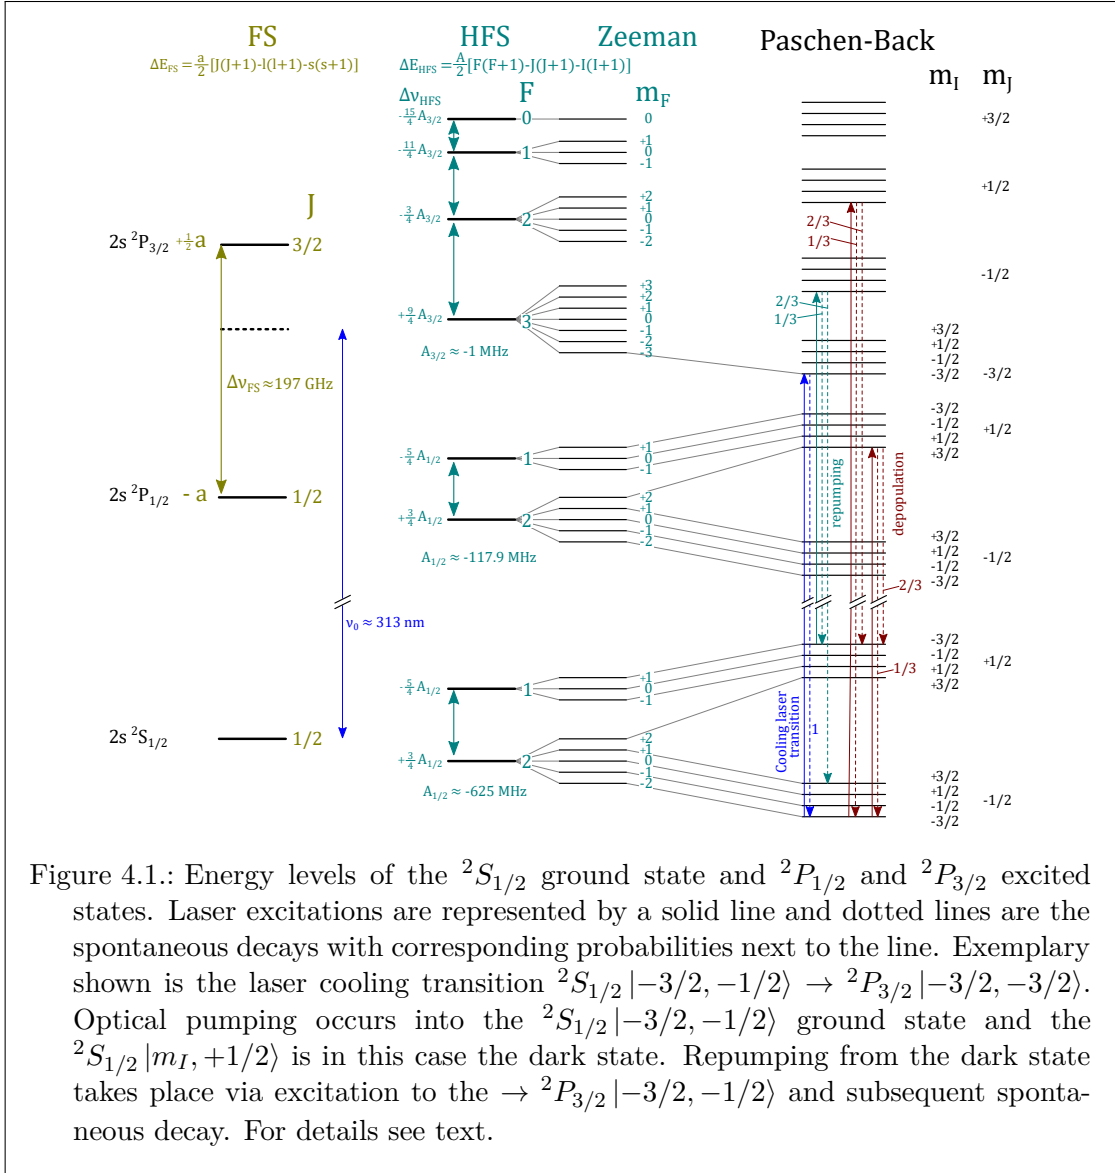 FS
HFS
Zeeman
Paschen-Back
ΔE_FS = a/2 [J(J+1)-l(l+1)-s(s+1)]
ΔE_HFS = A/2 [F(F+1)-J(J+1)-I(I+1)]
m_I m_J
Δν_HFS F m_F
-15/4 A_3/2 0 0
+3/2
-11/4 A_3/2 1
+1
0
-1
+1/2
-3/4 A_3/2 2
+2
+1
0
-1
-2
2/3
1/3
J
2s ²P_3/2 +1/2 a 3/2
-1/2
+9/4 A_3/2 3
+3
+2
+1
0
-1
-2
-3
2/3
1/3
A_3/2 ≈ -1 MHz
+3/2
+1/2
-1/2
-3/2 -3/2
Δν_FS ≈ 197 GHz
-3/2
-1/2
+1/2
+3/2
+1/2
-5/4 A_1/2 1
+1
0
-1
repumping
depopulation
2s ²P_1/2 - a 1/2
+3/4 A_1/2 2
+2
+1
0
-1
-2
A_1/2 ≈ -117.9 MHz
+3/2
+1/2
-1/2
-3/2
-1/2
2/3
ν_0 ≈ 313 nm
-3/2
-1/2
+1/2
+3/2
+1/2
1/3
-5/4 A_1/2 1
+1
0
-1
Cooling laser
transition
1
2s ²S_1/2 1/2
+3/4 A_1/2 2
+2
+1
0
-1
-2
A_1/2 ≈ -625 MHz
+3/2
+1/2
-1/2
-3/2
-1/2
Figure 4.1.: Energy levels of the ²S_1/2 ground state and ²P_1/2 and ²P_3/2 excited
states. Laser excitations are represented by a solid line and dotted lines are the
spontaneous decays with corresponding probabilities next to the line. Exemplary
shown is the laser cooling transition ²S_1/2 |−3/2, −1/2⟩ → ²P_3/2 |−3/2, −3/2⟩.
Optical pumping occurs into the ²S_1/2 |−3/2, −1/2⟩ ground state and the
²S_1/2 |m_I, +1/2⟩ is in this case the dark state. Repumping from the dark state
takes place via excitation to the → ²P_3/2 |−3/2, −1/2⟩ and subsequent sponta-
neous decay. For details see text.